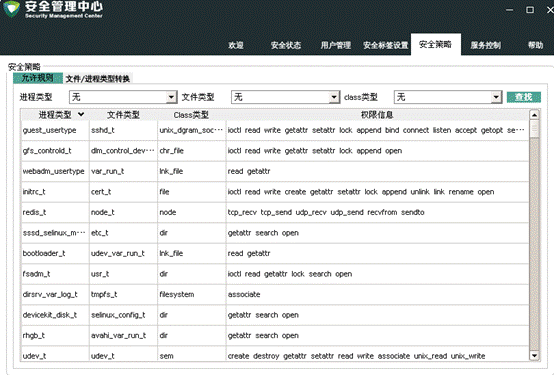 安全管理中心
Security Management Center
欢迎 安全状态 用户管理 安全标签设置 安全策略 服务控制 帮助
安全策略
允许规则 文件/进程类型转换
进程类型 无 文件类型 无 class类型 无 查找
进程类型 文件类型 Class类型 权限信息
guest_usertype sshd_t unix_dgram_soc··· ioctl read write getattr setattr lock append bind connect listen accept getopt se···
gfs_controld_t dlm_control_dev··· chr_file ioctl read write getattr setattr lock append open
webadm_usertype var_run_t lnk_file read getattr
initrc_t cert_t file ioctl read write create getattr setattr lock append unlink link rename open
redis_t node_t node tcp_recv tcp_send udp_recv udp_send recvfrom sendto
sssd_selinux_m··· etc_t dir getattr search open
bootloader_t udev_var_run_t lnk_file read getattr
fsadm_t usr_t dir ioctl read getattr lock search open
dirsrv_var_log_t tmpfs_t filesystem associate
devicekit_disk_t selinux_config_t dir getattr search open
rhgb_t avahi_var_run_t dir getattr search open
udev_t udev_t sem create destroy getattr setattr read write associate unix_read unix_write